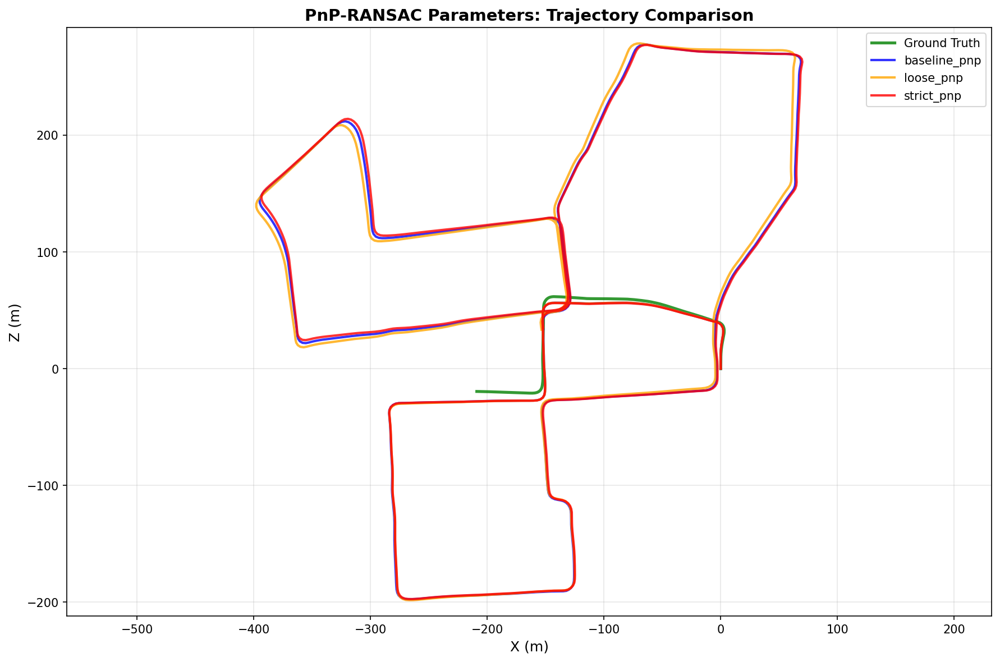 PnP-RANSAC Parameters: Trajectory Comparison
Ground Truth
baseline_pnp
loose_pnp
strict_pnp
Z (m)
200
100
0
−100
−200
−500
−400
−300
−200
−100
0
100
200
X (m)